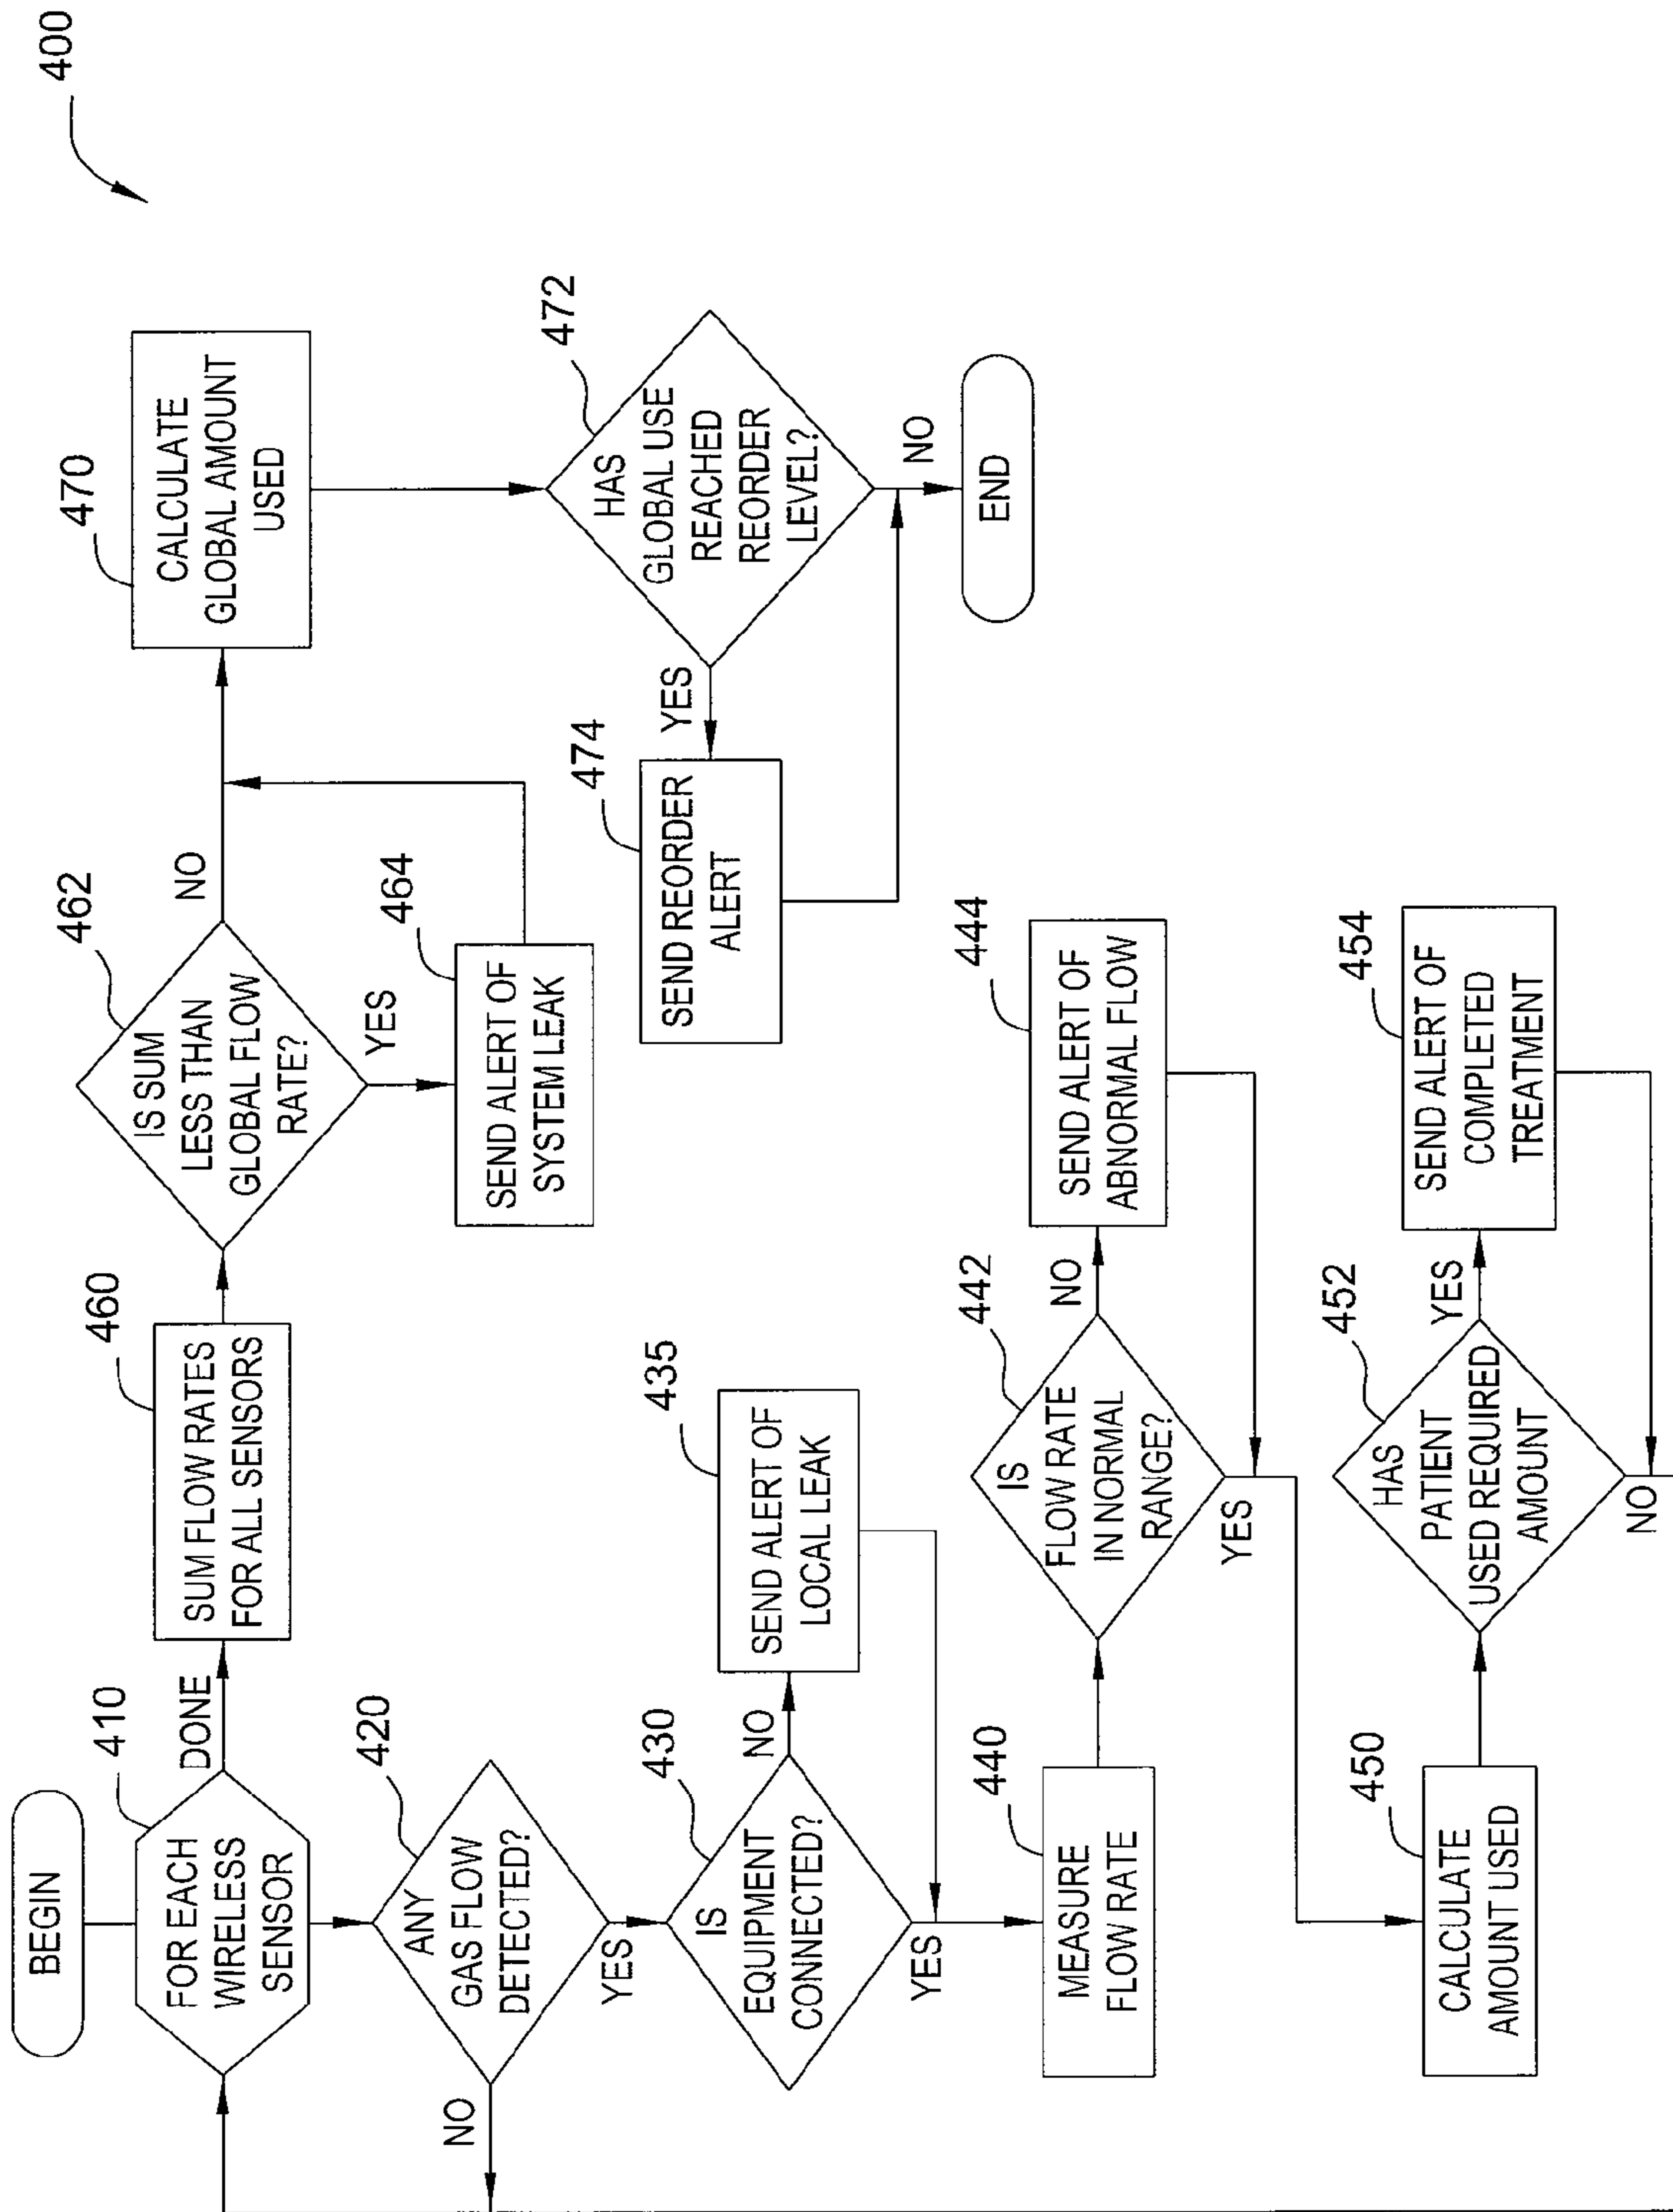 400
BEGIN
410
FOR EACH
WIRELESS
SENSOR
DONE
460
SUM FLOW RATES
FOR ALL SENSORS
462
IS SUM
LESS THAN
GLOBAL FLOW
RATE?
NO
YES
464
SEND ALERT OF
SYSTEM LEAK
470
CALCULATE
GLOBAL AMOUNT
USED
472
HAS
GLOBAL USE
REACHED
REORDER
LEVEL?
YES
NO
474
SEND REORDER
ALERT
END
420
ANY
GAS FLOW
DETECTED?
NO
YES
430
IS
EQUIPMENT
CONNECTED?
NO
YES
435
SEND ALERT OF
LOCAL LEAK
440
MEASURE
FLOW RATE
442
IS
FLOW RATE
IN NORMAL
RANGE?
NO
YES
444
SEND ALERT OF
ABNORMAL FLOW
450
CALCULATE
AMOUNT USED
452
HAS
PATIENT
USED REQUIRED
AMOUNT
YES
NO
454
SEND ALERT OF
COMPLETED
TREATMENT